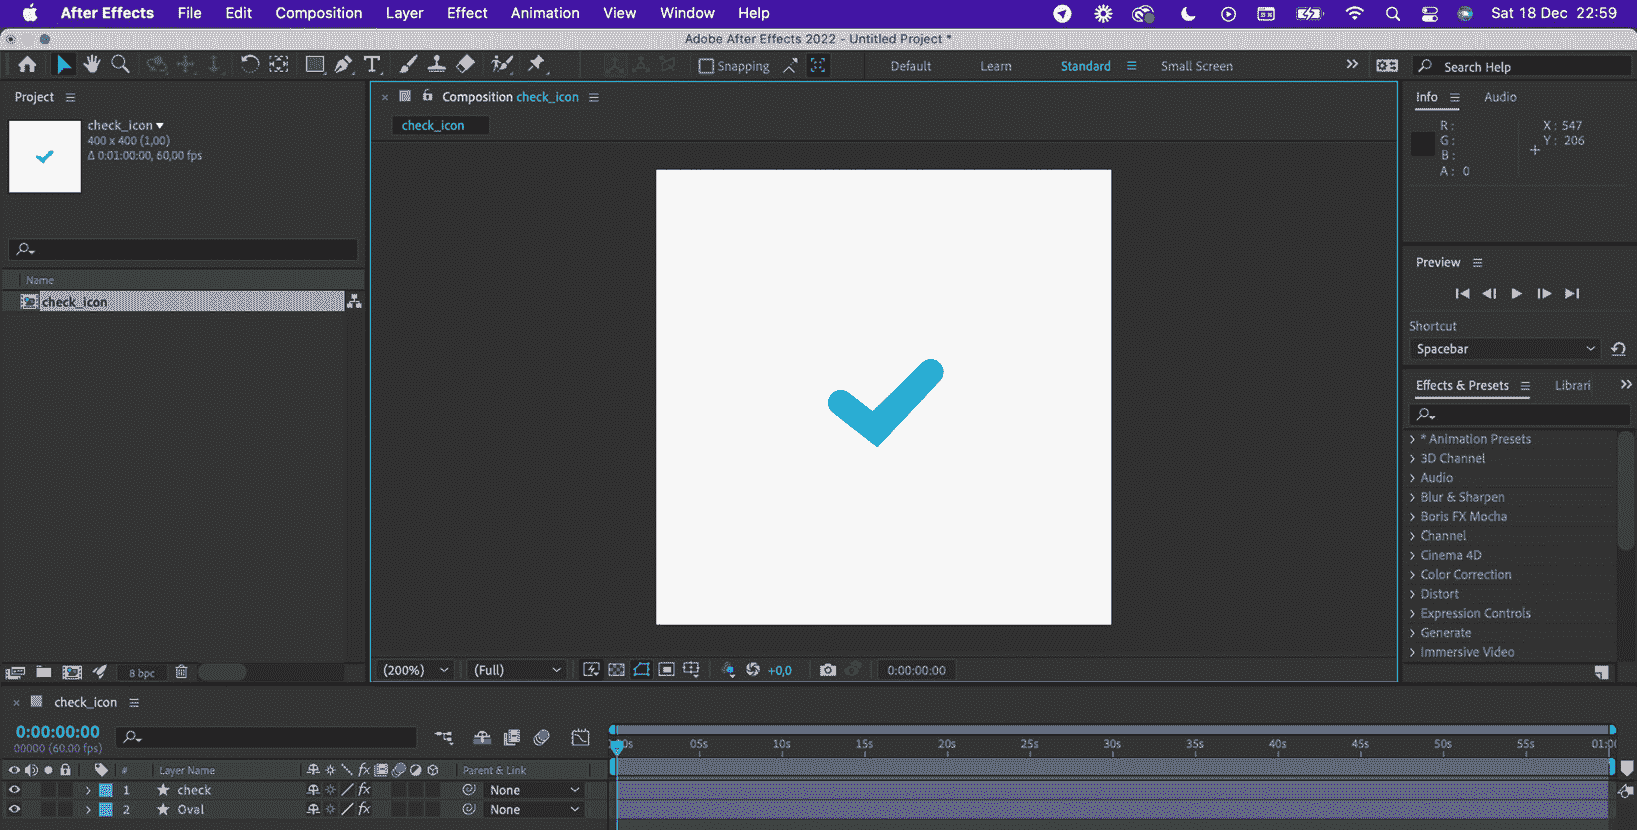 After Effects File Edit Composition Layer Effect Animation View Window Help Sat 18 Dec 22:59
Adobe After Effects 2022 - Untitled Project *
Snapping Default Learn Standard Small Screen Search Help
Project
check_icon
400 x 400 (1,00)
Δ 0:01:00:00, 60,00 fps
Name
check_icon
8 bpc
Composition check_icon
check_icon
(200%) (Full) +0,0 0:00:00:00
Info Audio
R: X: 547
G: Y: 206
B:
A: 0
Preview
Shortcut
Spacebar
Effects & Presets Librari
* Animation Presets
3D Channel
Audio
Blur & Sharpen
Boris FX Mocha
Channel
Cinema 4D
Color Correction
Distort
Expression Controls
Generate
Immersive Video
check_icon
0:00:00:00
00000 (60.00 fps)
# Layer Name fx Parent & Link
1 check fx None
2 Oval fx None
05s 10s 15s 20s 25s 30s 35s 40s 45s 50s 55s